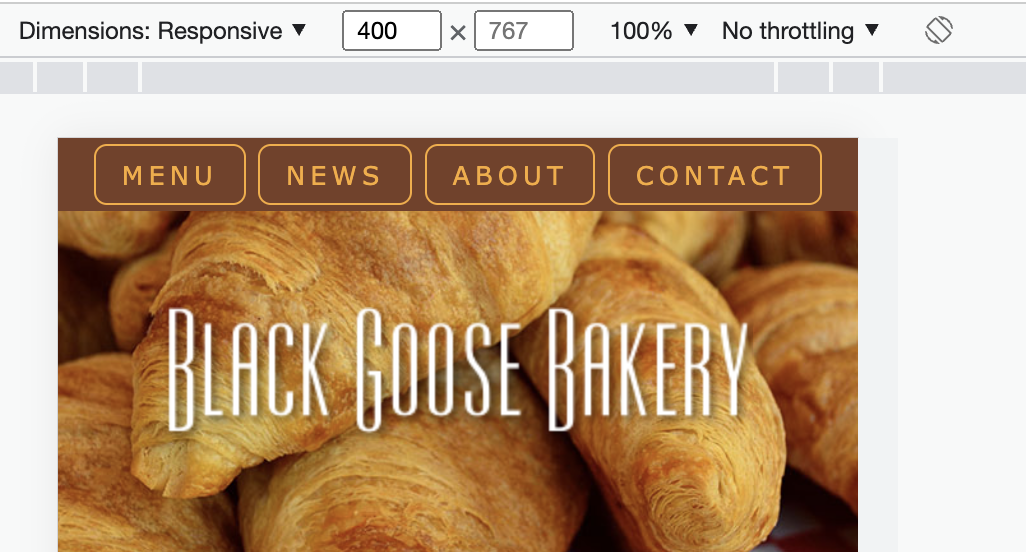 Dimensions: Responsive ▼ 400 × 767 100% ▼ No throttling ▼
MENU NEWS ABOUT CONTACT
BLACK GOOSE BAKERY